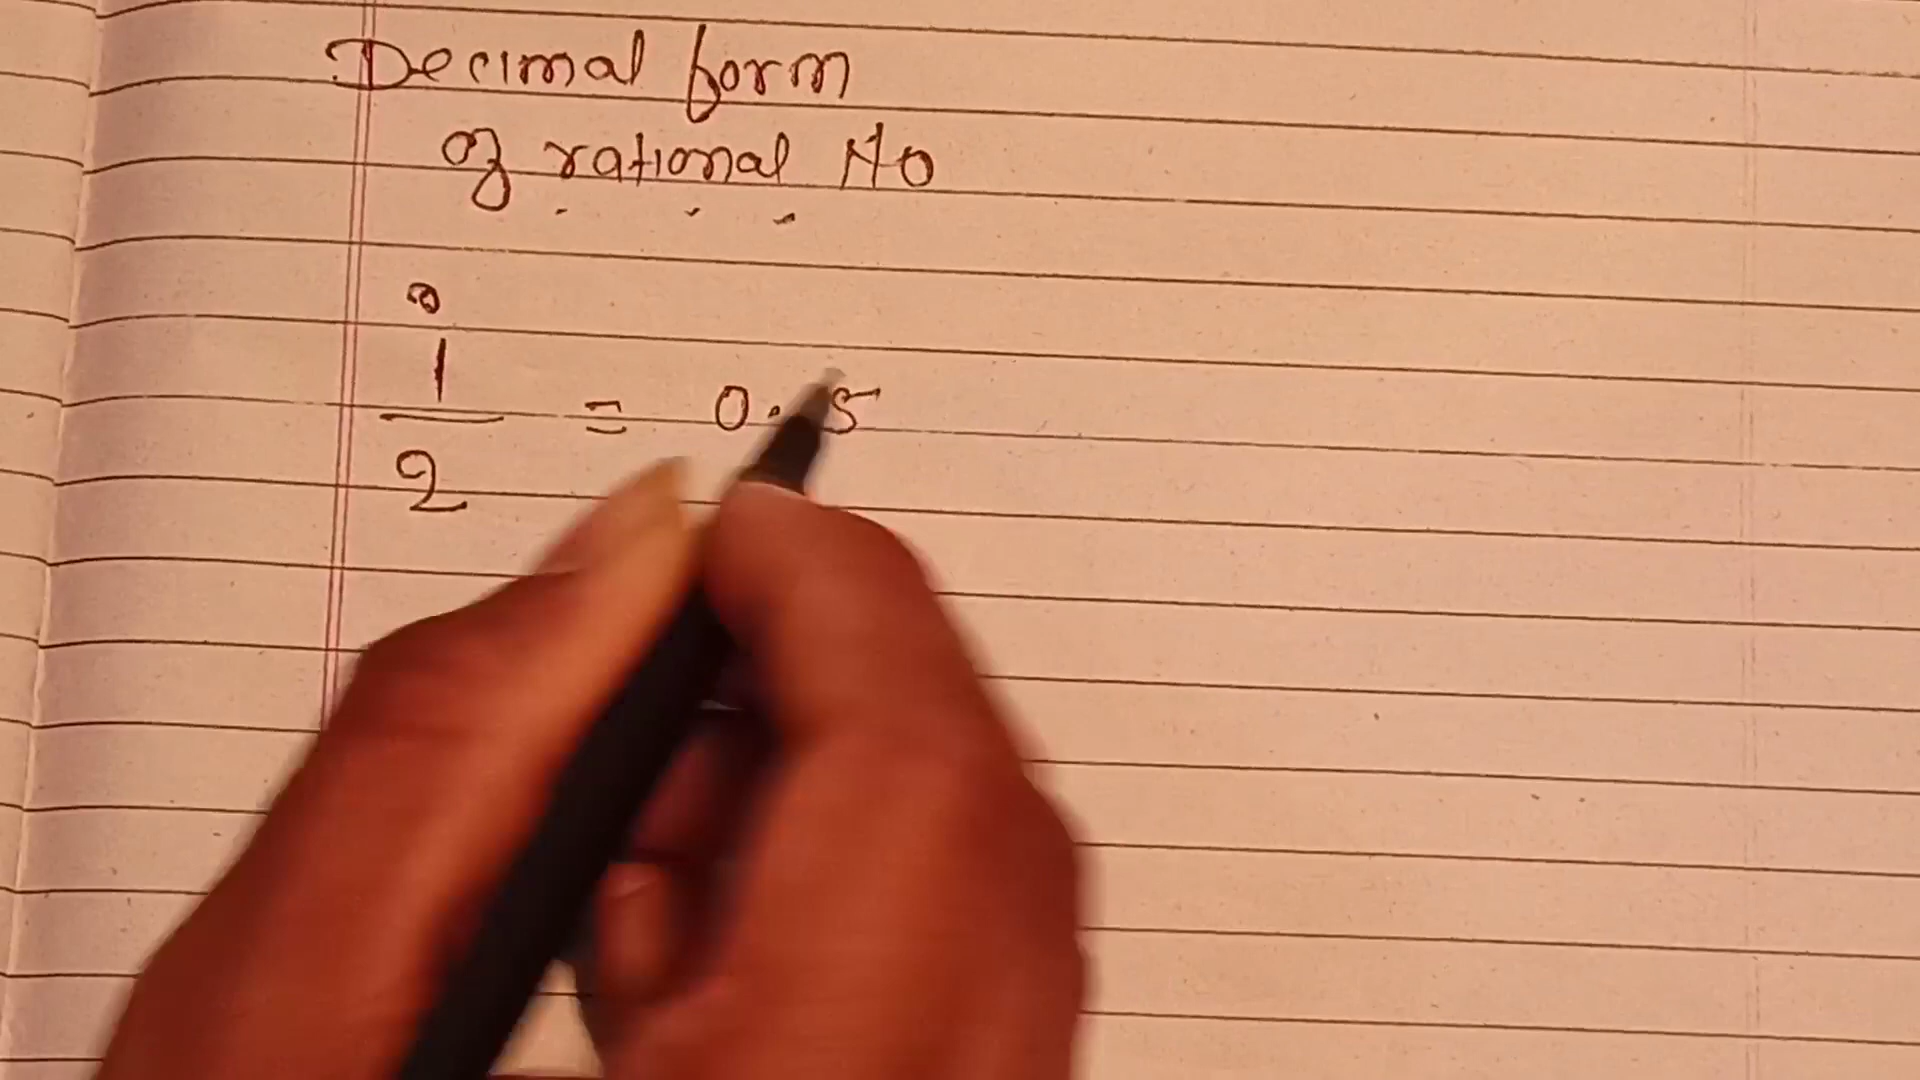 Decimal form
of rational No
1
2
= 0.5